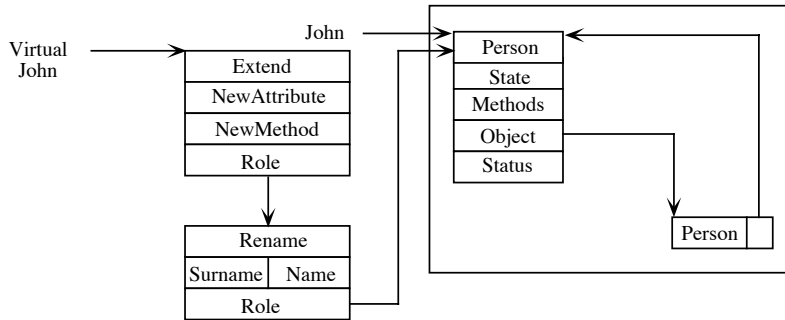 Virtual
John
Extend
NewAttribute
NewMethod
Role
Rename
Surname Name
Role
John
Person
State
Methods
Object
Status
Person